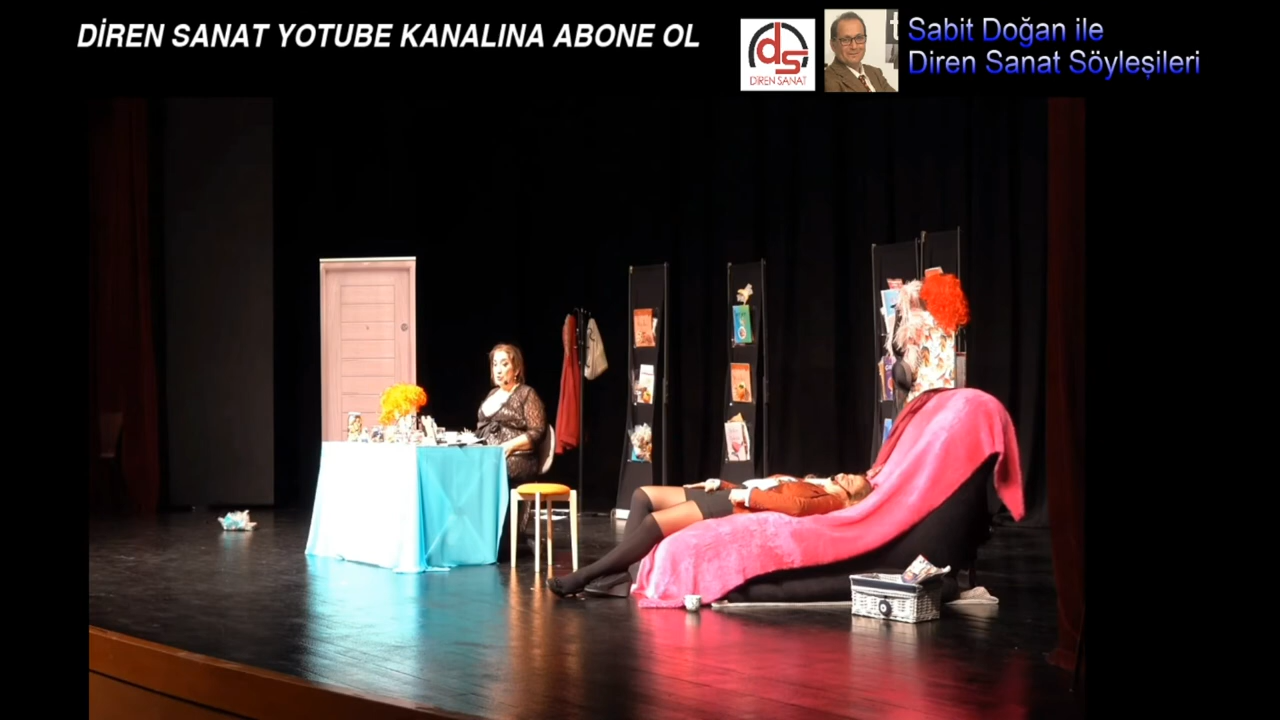 DİREN SANAT YOTUBE KANALINA ABONE OL
DİREN SANAT
Sabit Doğan ile
Diren Sanat Söyleşileri